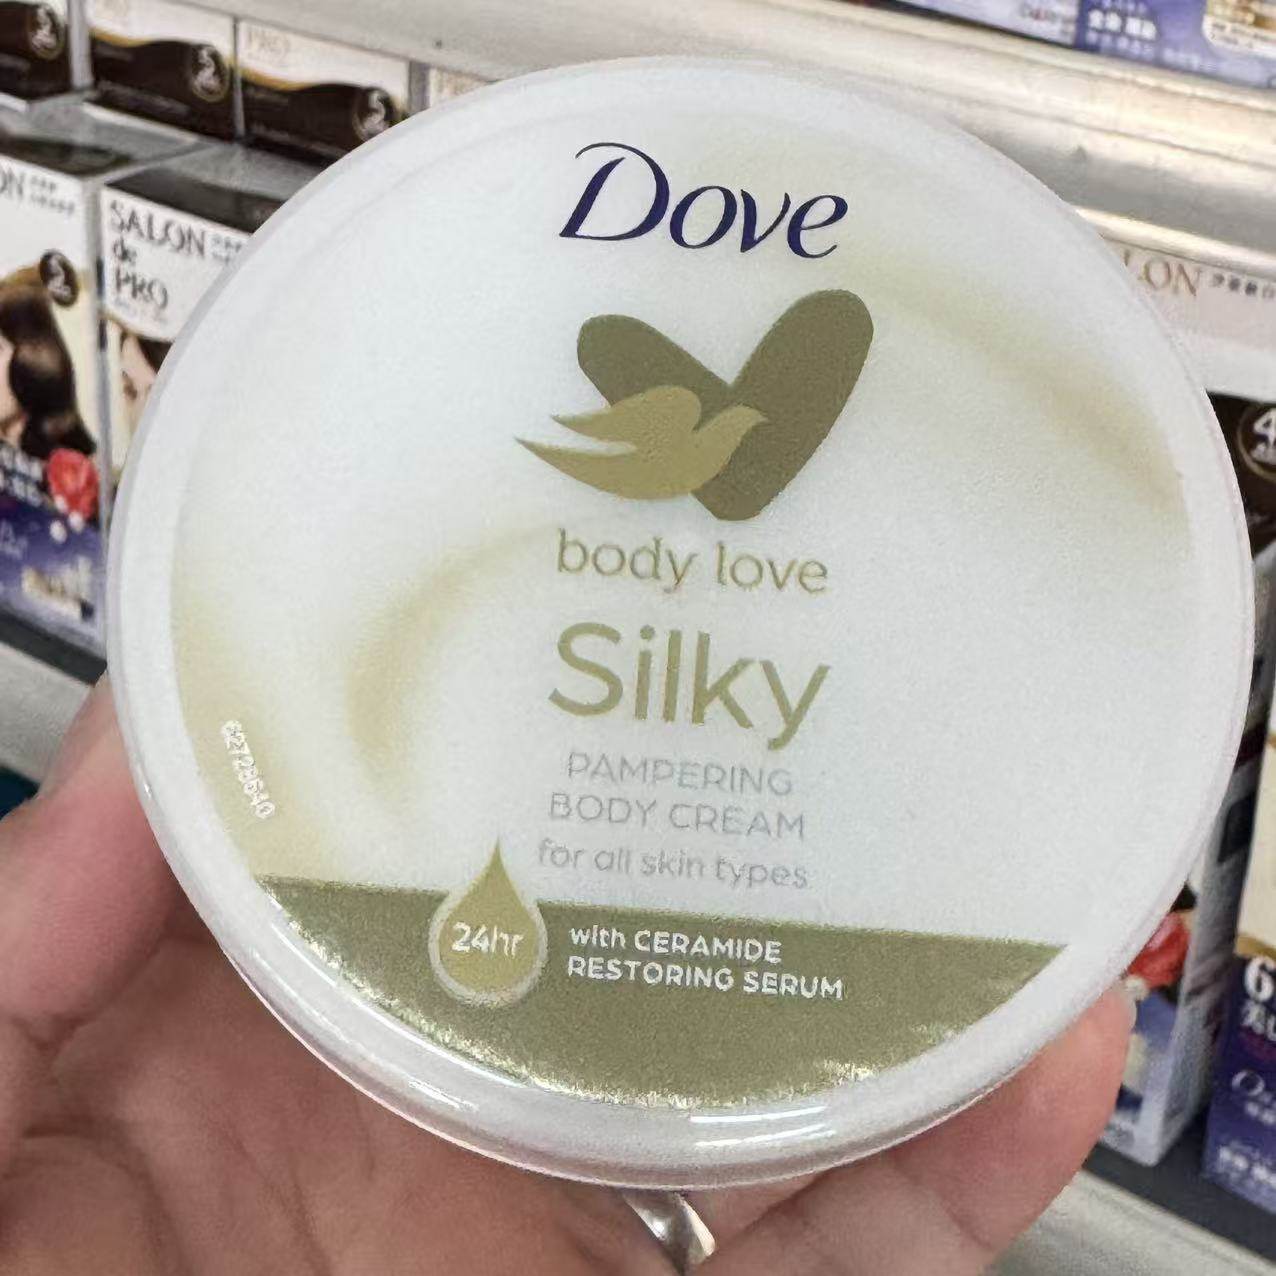 Dove
body love
Silky
PAMPERING
BODY CREAM
for all skin types
24hr
with CERAMIDE
RESTORING SERUM
SALON
de
PRO